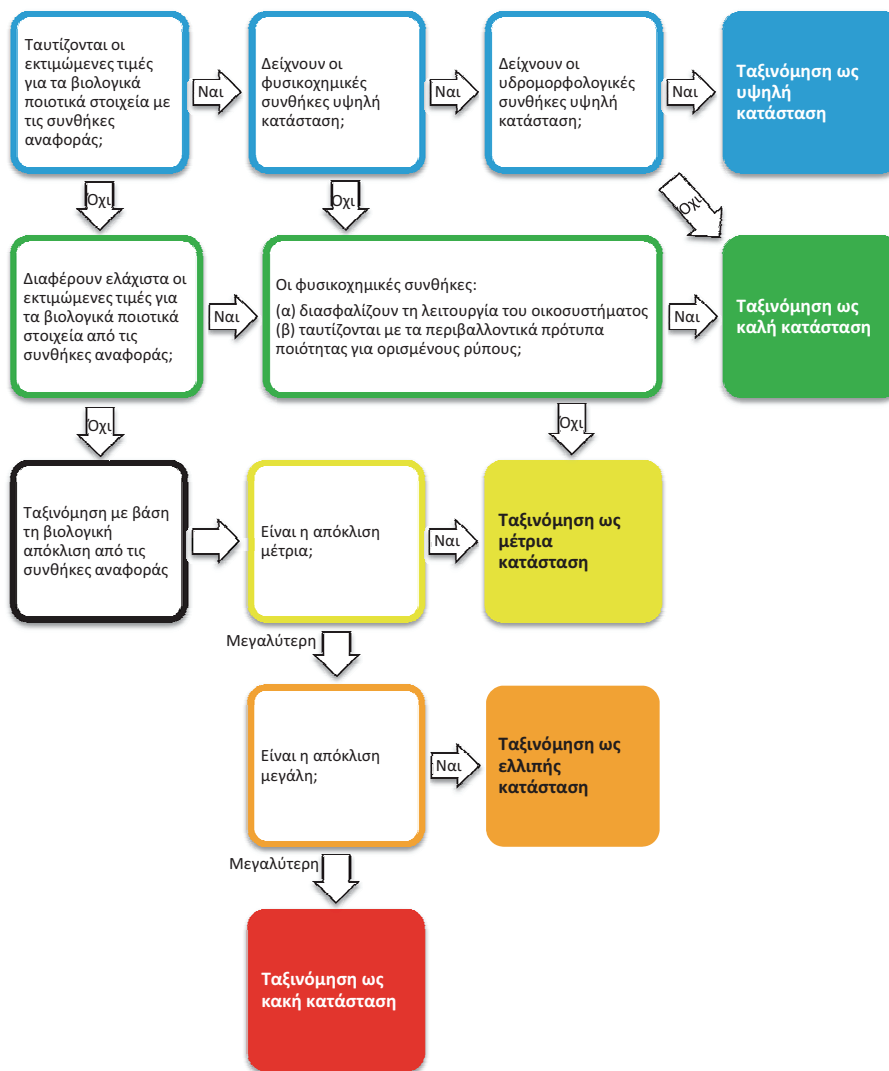 Ταυτίζονται οι
εκτιμώμενες τιμές
για τα βιολογικά
ποιοτικά στοιχεία με
τις συνθήκες
αναφοράς;
Ναι
Δείχνουν οι
φυσικοχημικές
συνθήκες υψηλή
κατάσταση;
Ναι
Δείχνουν οι
υδρομορφολογικές
συνθήκες υψηλή
κατάσταση;
Ναι
Ταξινόμηση ως
υψηλή
κατάσταση
Όχι
Όχι
Όχι
Διαφέρουν ελάχιστα οι
εκτιμώμενες τιμές για
τα βιολογικά ποιοτικά
στοιχεία από τις
συνθήκες αναφοράς;
Ναι
Οι φυσικοχημικές συνθήκες:
(α) διασφαλίζουν τη λειτουργία του οικοσυστήματος
(β) ταυτίζονται με τα περιβαλλοντικά πρότυπα
ποιότητας για ορισμένους ρύπους;
Ναι
Ταξινόμηση ως
καλή κατάσταση
Όχι
Όχι
Ταξινόμηση με βάση
τη βιολογική
απόκλιση από τις
συνθήκες αναφοράς
Είναι η απόκλιση
μέτρια;
Ναι
Ταξινόμηση ως
μέτρια
κατάσταση
Μεγαλύτερη
Είναι η απόκλιση
μεγάλη;
Ναι
Ταξινόμηση ως
ελλιπής
κατάσταση
Μεγαλύτερη
Ταξινόμηση ως
κακή κατάσταση